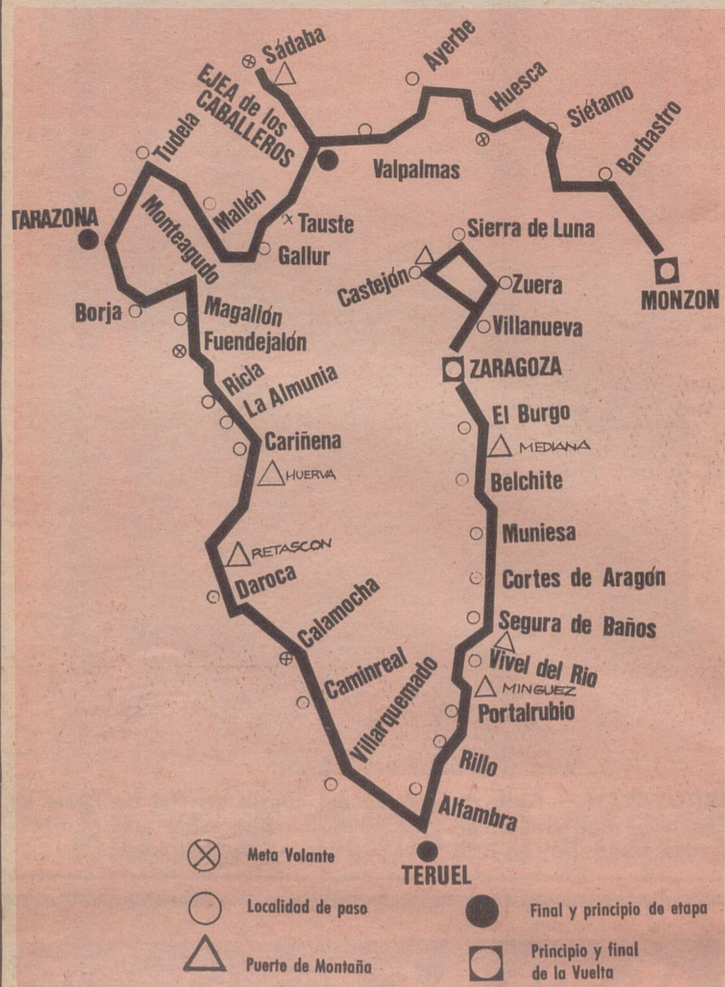 Sádaba
Ayerbe
Huesca
Siétamo
Barbastro
EJEA de los
CABALLEROS
Tudela
Valpalmas
TARAZONA
Monteagudo
Mallén
Tauste
Gallur
Sierra de Luna
Castejón
Zuera
MONZON
Borja
Magallón
Villanueva
Fuendejalón
ZARAGOZA
Ricla
La Almunia
El Burgo
Cariñena
MEDIANA
HUERVA
Belchite
Muniesa
RETASCON
Daroca
Cortes de Aragón
Calamocha
Segura de Baños
Caminreal
Vivel del Rio
MINGUEZ
Villarquemado
Portalrubio
Rillo
Alfambra
TERUEL
Meta Volante
Localidad de paso
Final y principio de etapa
Puerto de Montaña
Principio y final
de la Vuelta